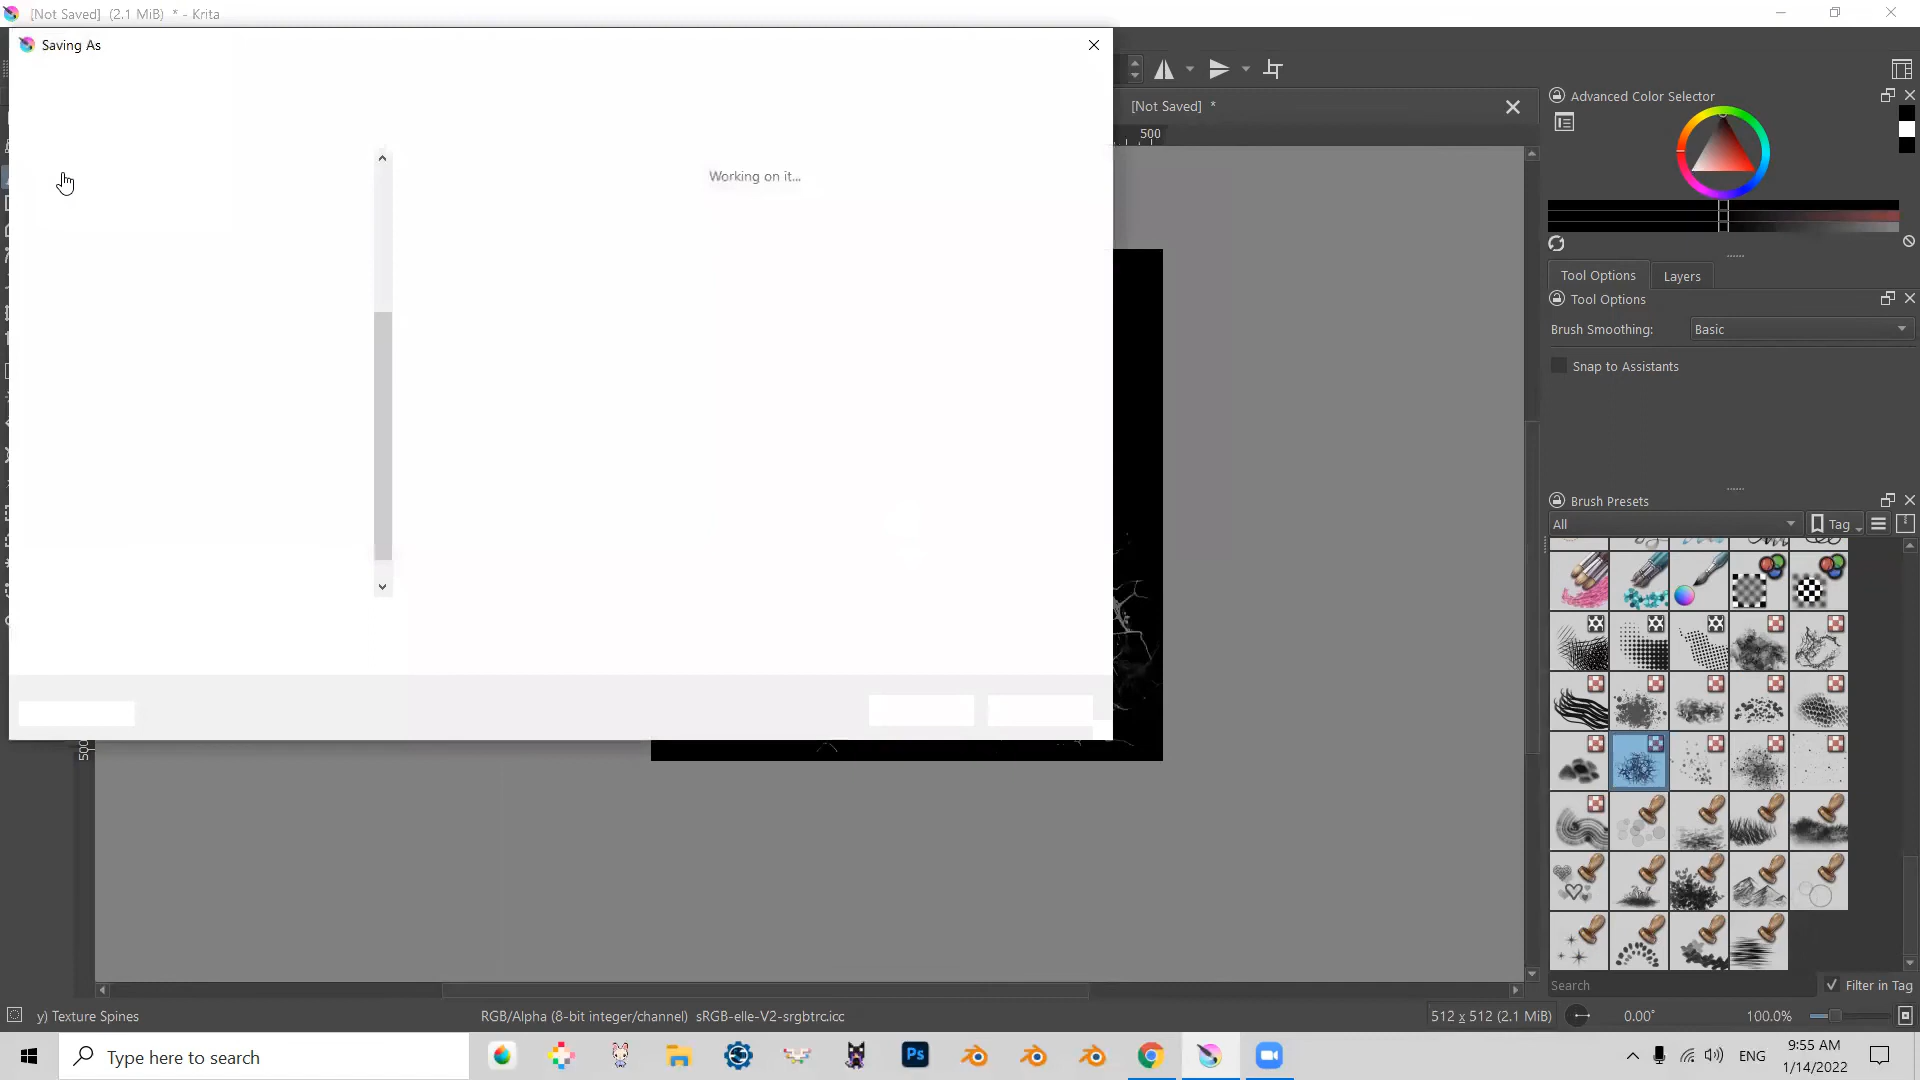 [Not Saved]  (2.1 MiB)  * - Krita
Saving As
Working on it...
[Not Saved]  *
500
Advanced Color Selector
Tool Options
Layers
Tool Options
Brush Smoothing:
Basic
Snap to Assistants
Brush Presets
All
Tag
Search
Filter in Tag
500
y) Texture Spines
RGB/Alpha (8-bit integer/channel)  sRGB-elle-V2-srgbtrc.icc
512 x 512 (2.1 MiB)
0.00°
100.0%
Type here to search
Ps
ENG
9:55 AM
1/14/2022